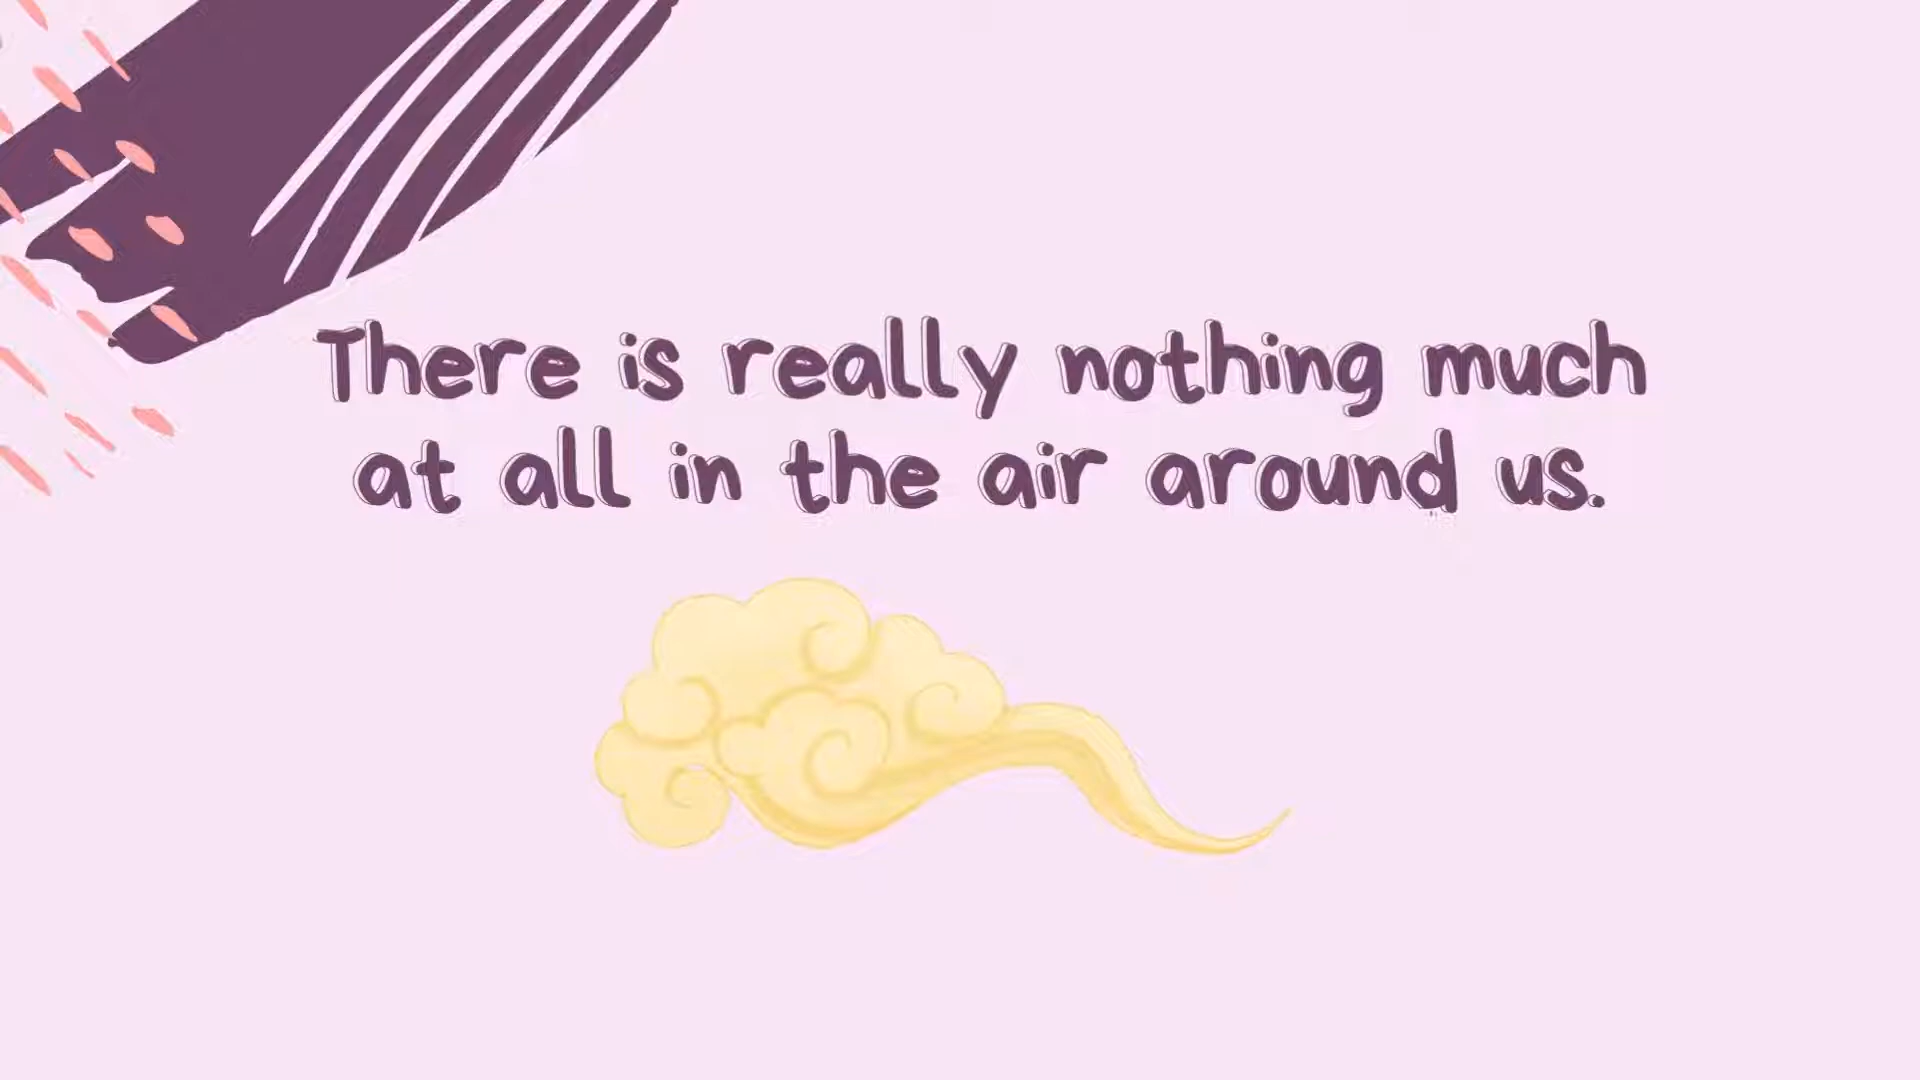 There is really nothing much
at all in the air around us.